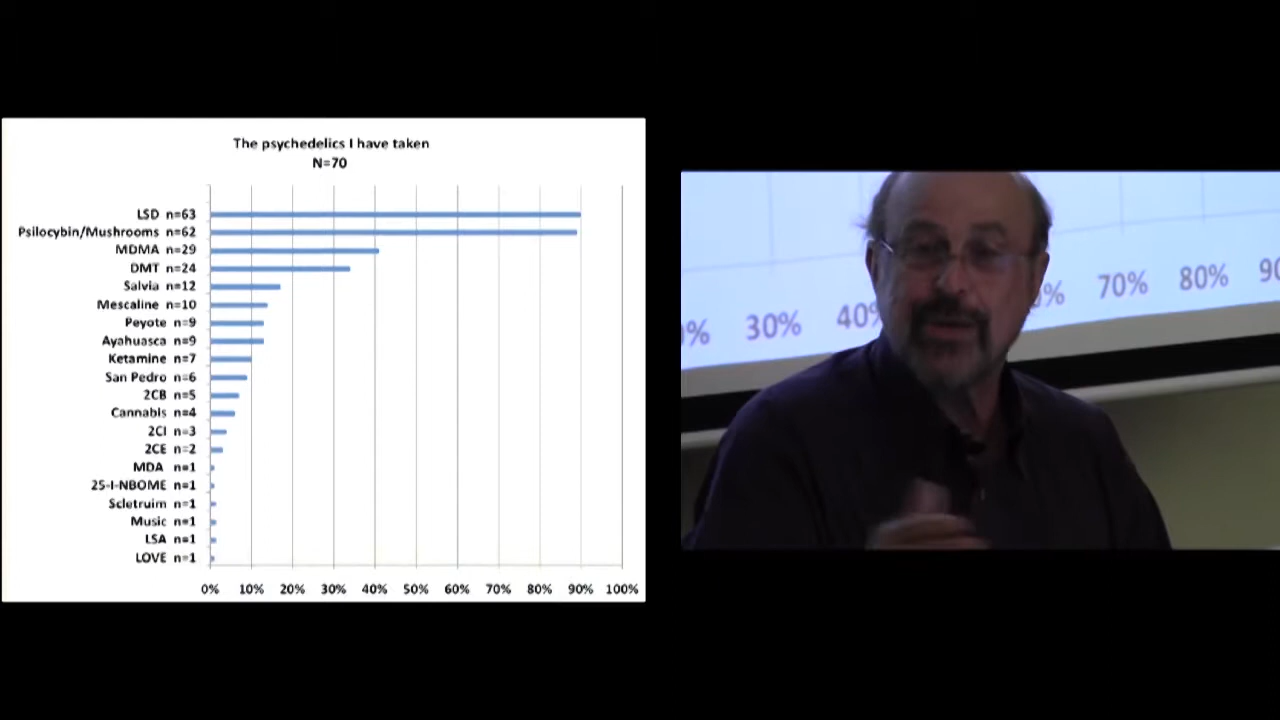 The psychedelics I have taken
N=70
LSD n=63
Psilocybin/Mushrooms n=62
MDMA n=29
DMT n=24
Salvia n=12
Mescaline n=10
Peyote n=9
Ayahuasca n=9
Ketamine n=7
San Pedro n=6
2CB n=5
Cannabis n=4
2CI n=3
2CE n=2
MDA n=1
25-I-NBOME n=1
Scletruim n=1
Music n=1
LSA n=1
LOVE n=1
0% 10% 20% 30% 40% 50% 60% 70% 80% 90% 100%
30% 70% 80%